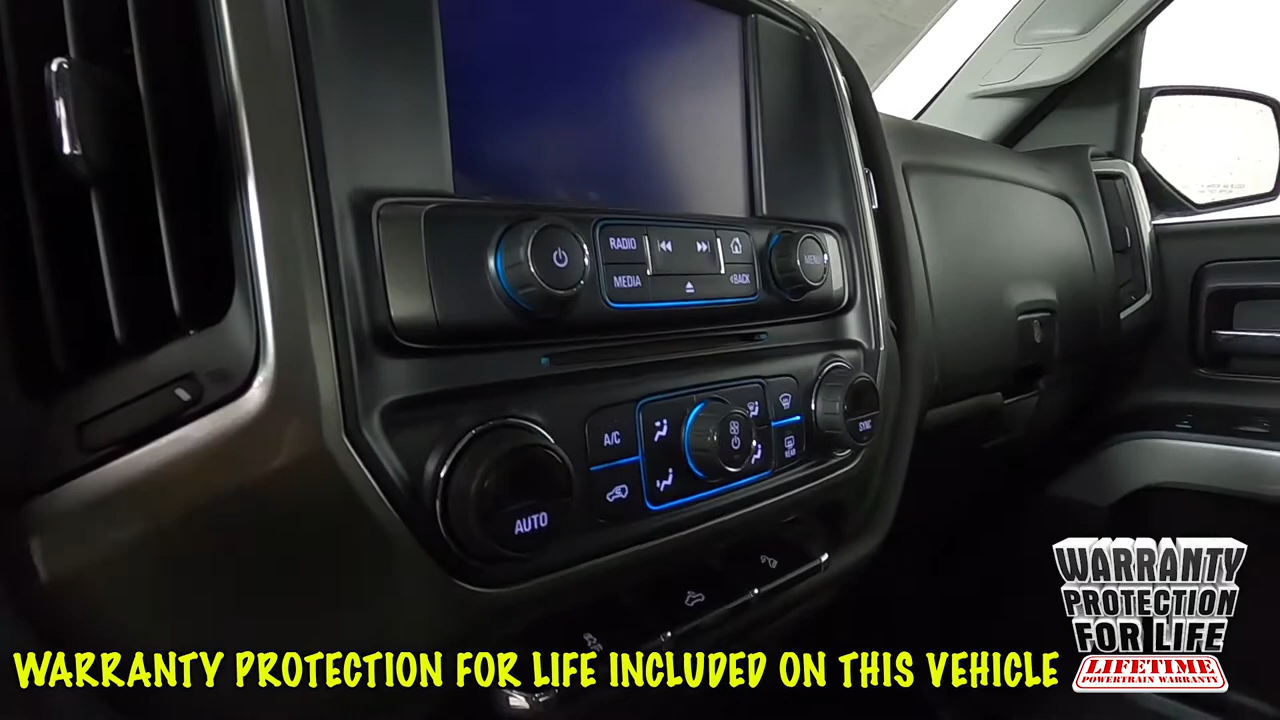 RADIO
MEDIA
BACK
MENU
A/C
REAR
SYNC
AUTO
WARRANTY
PROTECTION
FOR LIFE
LIFETIME
POWERTRAIN WARRANTY
WARRANTY PROTECTION FOR LIFE INCLUDED ON THIS VEHICLE